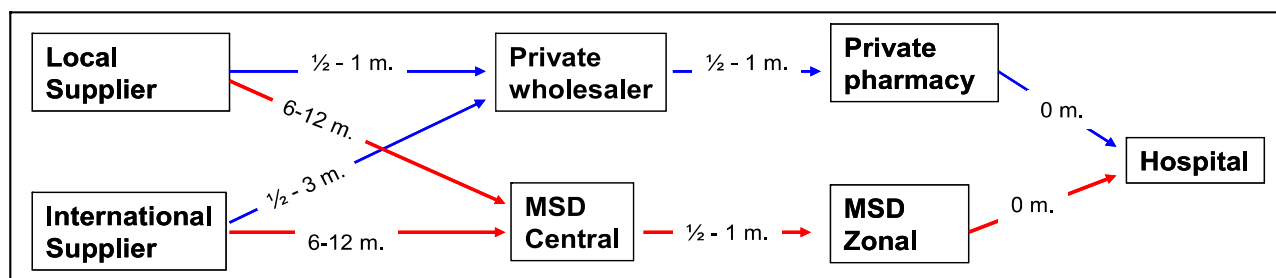 Local
Supplier
½ - 1 m.
Private
wholesaler
½ - 1 m.
Private
pharmacy
6-12 m.
0 m.
Hospital
½ - 3 m.
International
Supplier
6-12 m.
MSD
Central
½ - 1 m.
MSD
Zonal
0 m.